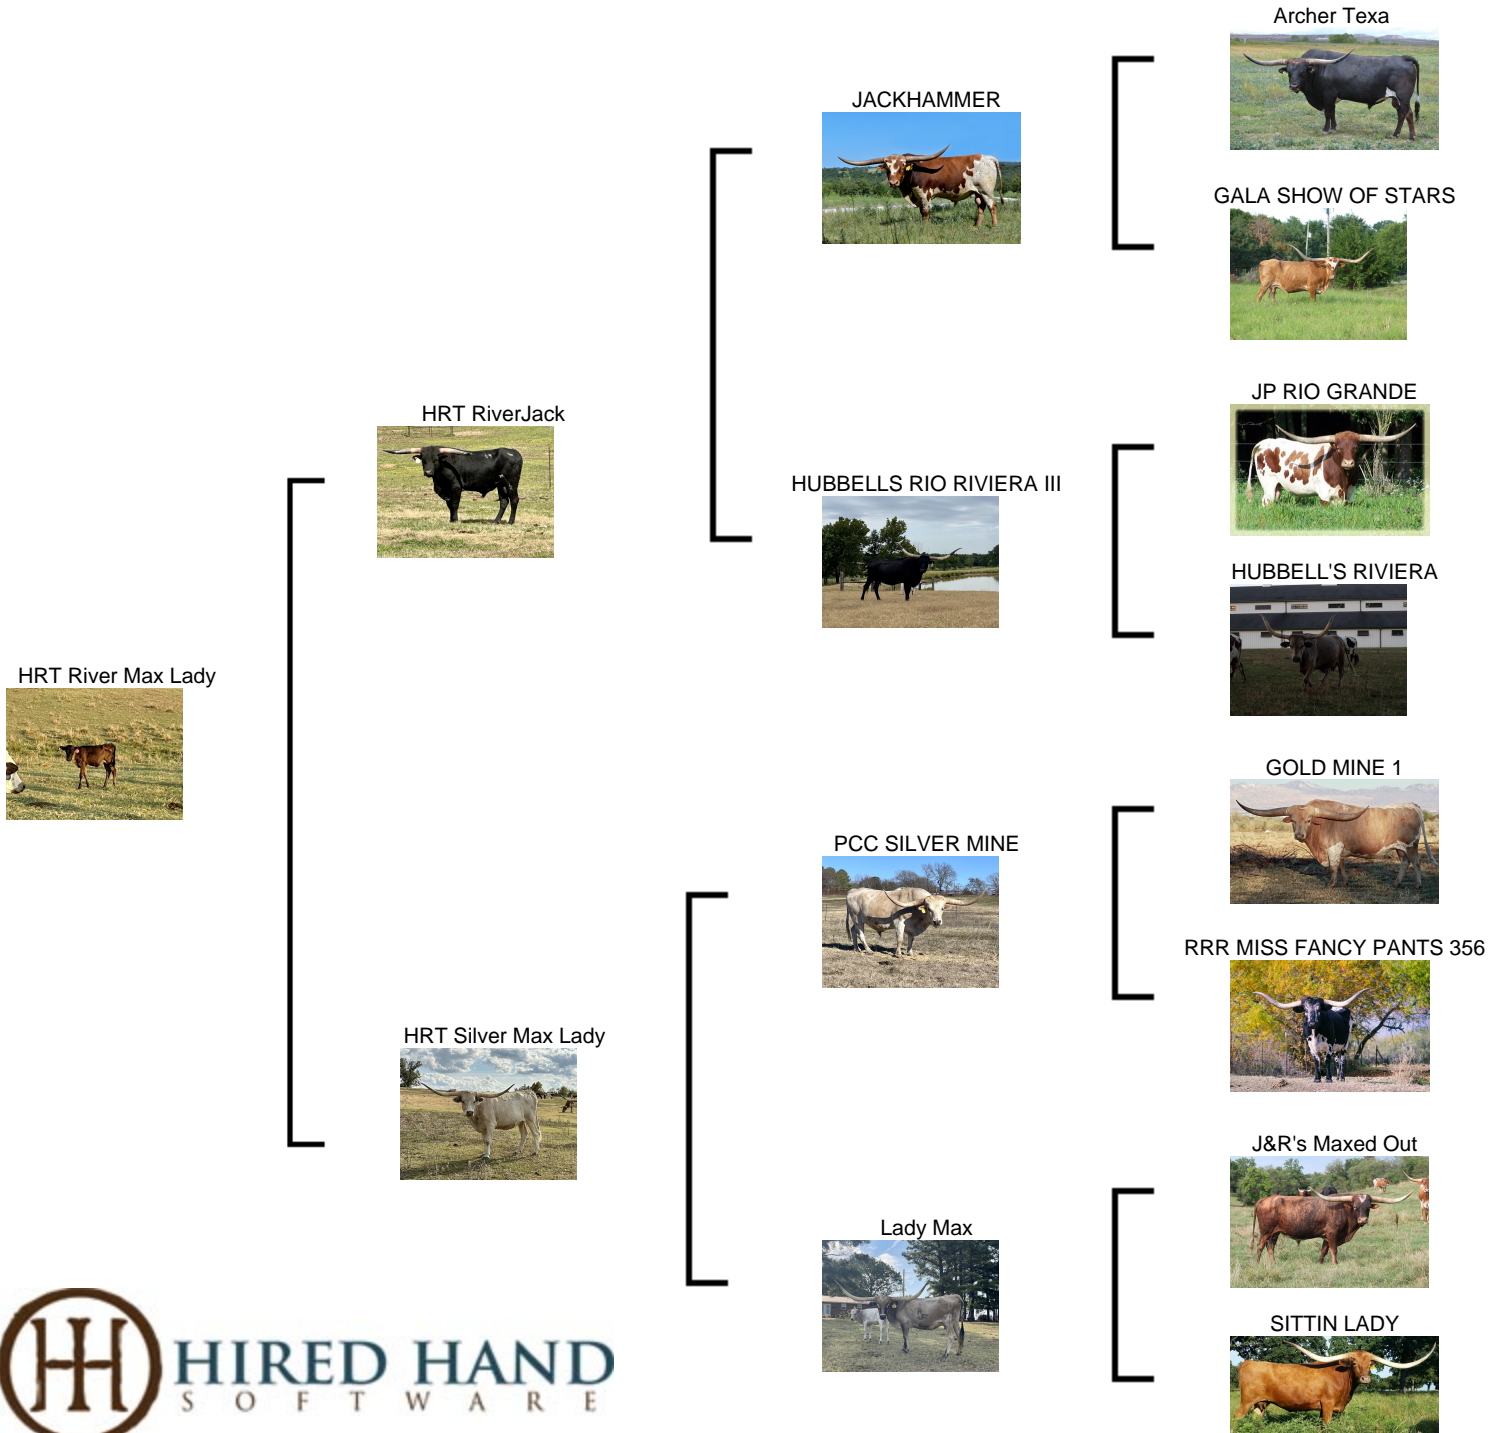 Archer Texa
JACKHAMMER
GALA SHOW OF STARS
JP RIO GRANDE
HRT RiverJack
HUBBELLS RIO RIVIERA III
HUBBELL'S RIVIERA
HRT River Max Lady
GOLD MINE 1
PCC SILVER MINE
RRR MISS FANCY PANTS 356
HRT Silver Max Lady
J&R's Maxed Out
Lady Max
SITTIN LADY
HIRED HAND
SOFTWARE